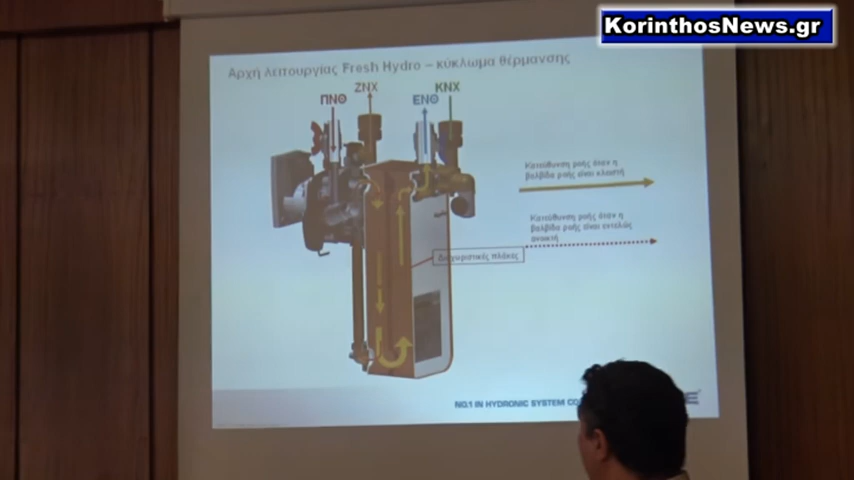 KorinthosNews.gr
Αρχή λειτουργίας Fresh Hydro – κύκλωμα θέρμανσης
ΖΝΧ
ΚΝΧ
ΠΝΘ
ΕΝΘ
Κατεύθυνση ροής όταν η
βαλβίδα ροής είναι κλειστή
Κατεύθυνση ροής όταν η
βαλβίδα ροής είναι εντελώς
ανοικτή
Διαχωριστικές πλάκες
NO.1 IN HYDRONIC SYSTEM